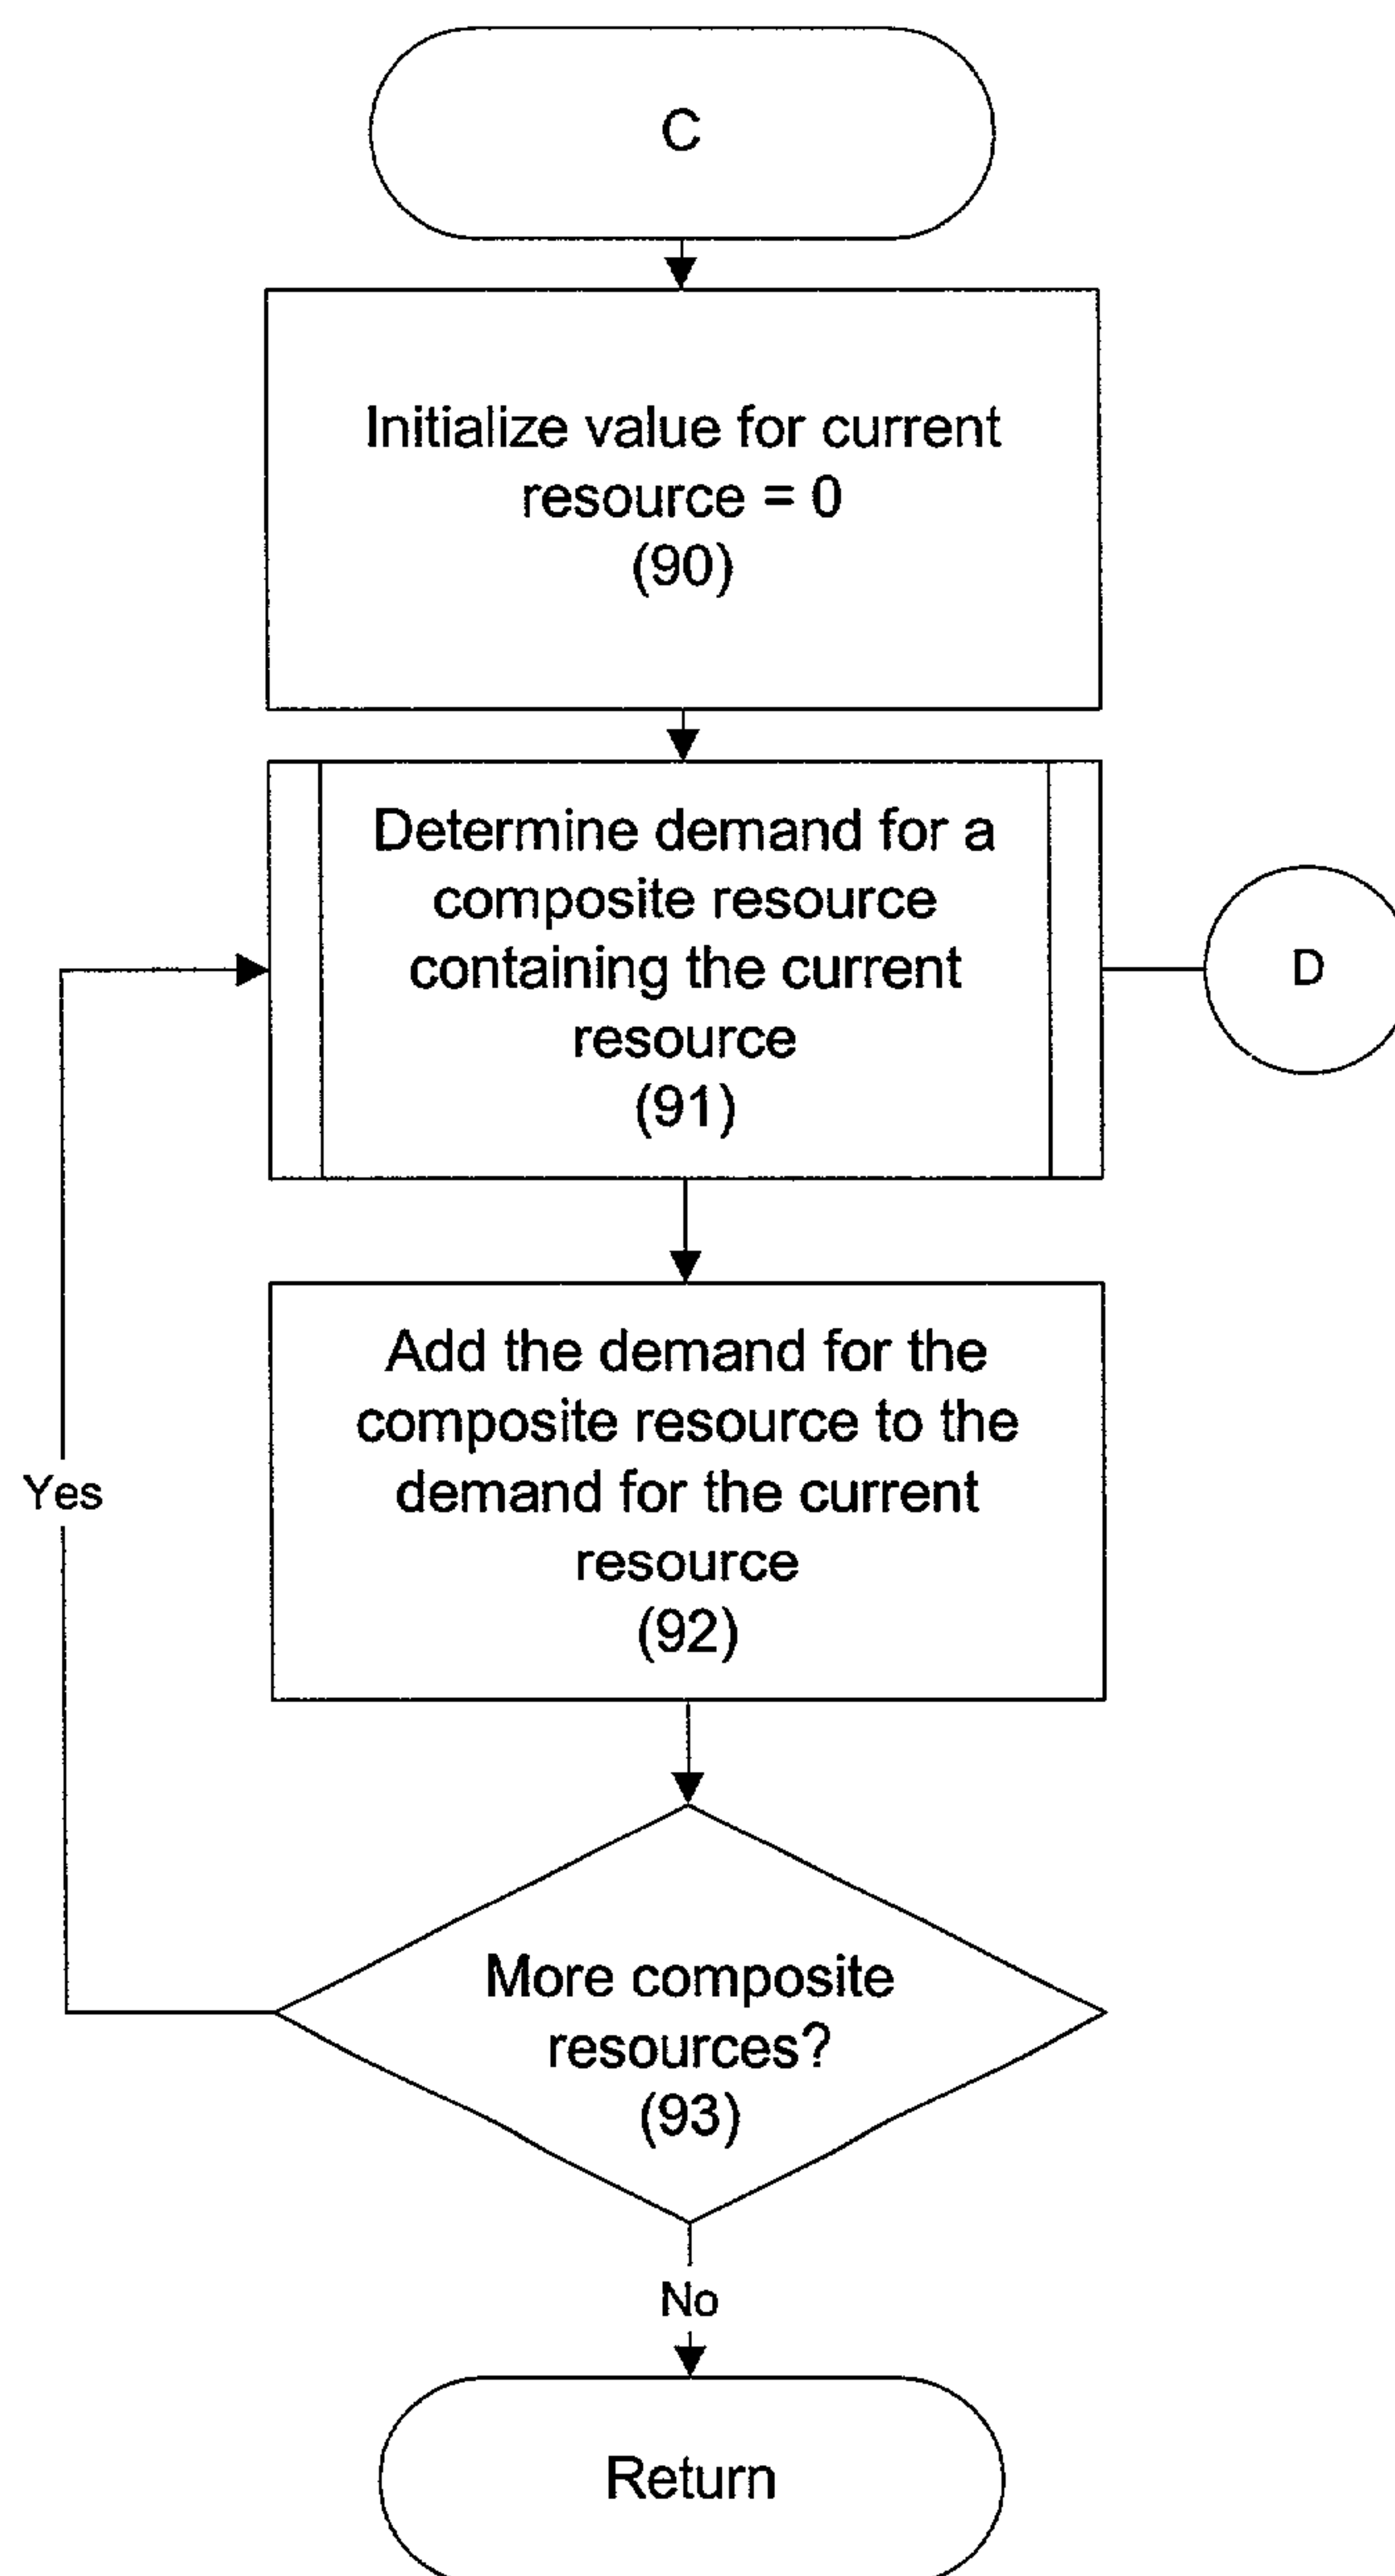 C
Initialize value for current
resource = 0
(90)
Determine demand for a
composite resource
containing the current
resource
(91)
D
Add the demand for the
composite resource to the
demand for the current
resource
(92)
Yes
More composite
resources?
(93)
No
Return